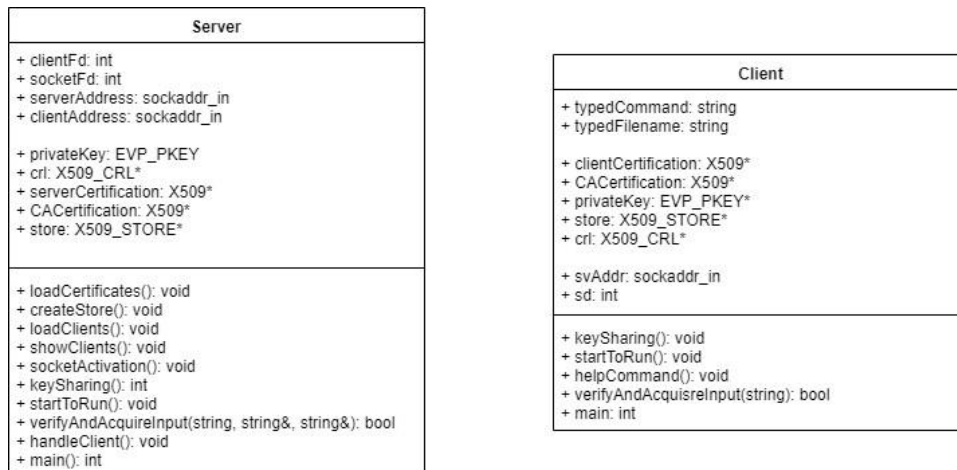 Server
+ clientFd: int
+ socketFd: int
+ serverAddress: sockaddr_in
+ clientAddress: sockaddr_in
+ privateKey: EVP_PKEY
+ crl: X509_CRL*
+ serverCertification: X509*
+ CACertification: X509*
+ store: X509_STORE*
+ loadCertificates(): void
+ createStore(): void
+ loadClients(): void
+ showClients(): void
+ socketActivation(): void
+ keySharing(): int
+ startToRun(): void
+ verifyAndAcquireInput(string, string&, string&): bool
+ handleClient(): void
+ main(): int
Client
+ typedCommand: string
+ typedFilename: string
+ clientCertification: X509*
+ CACertification: X509*
+ privateKey: EVP_PKEY*
+ store: X509_STORE*
+ crl: X509_CRL*
+ svAddr: sockaddr_in
+ sd: int
+ keySharing(): void
+ startToRun(): void
+ helpCommand(): void
+ verifyAndAcquisreInput(string): bool
+ main: int